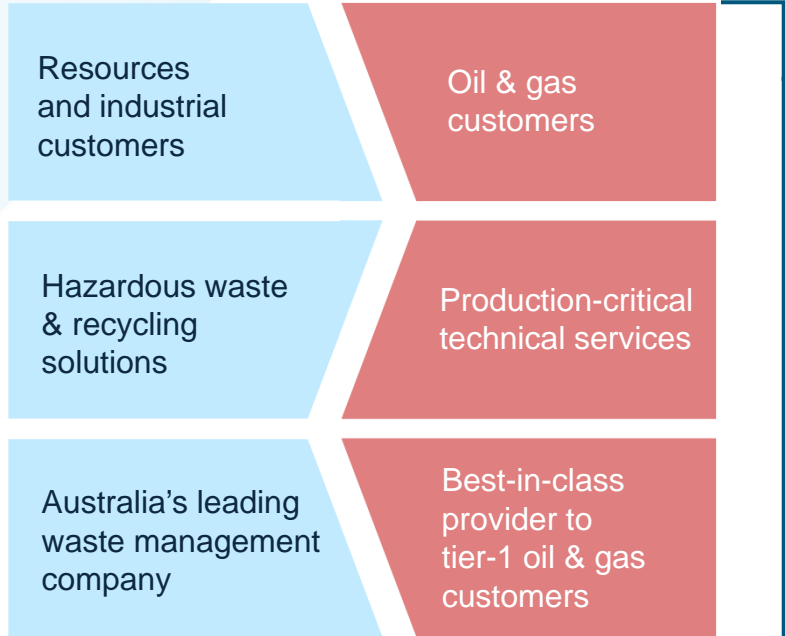 Resources
and industrial
customers
Oil & gas
customers
Hazardous waste
& recycling
solutions
Production-critical
technical services
Australia’s leading
waste management
company
Best-in-class
provider to
tier-1 oil & gas
customers